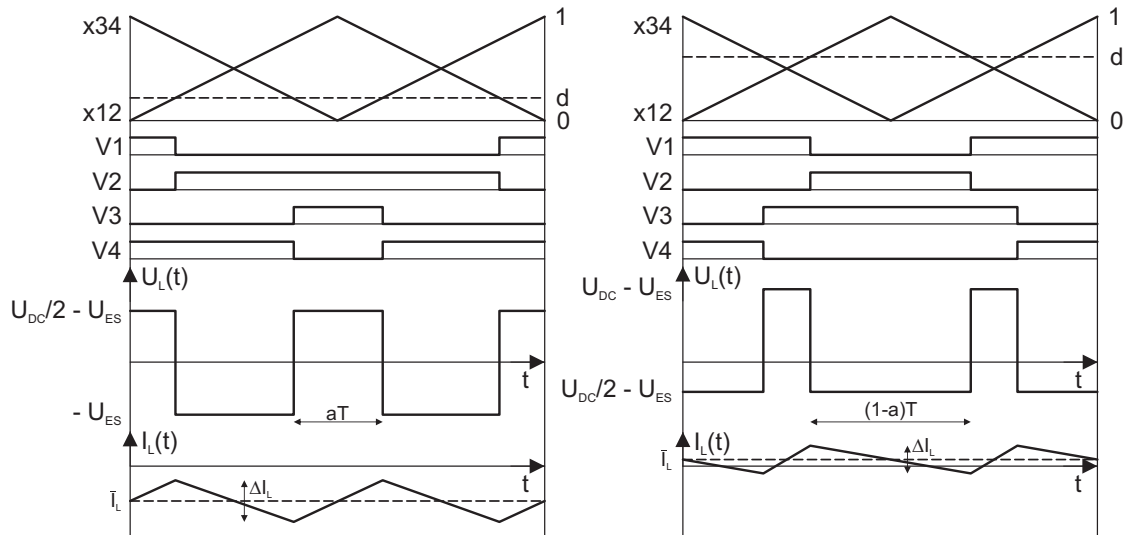 x34
1
d
x12
0
V1
V2
V3
V4
U_L(t)
U_DC/2 - U_ES
t
- U_ES
aT
I_L(t)
t
ΔI_L
Ī_L
x34
1
d
x12
0
V1
V2
V3
V4
U_L(t)
U_DC - U_ES
t
U_DC/2 - U_ES
(1-a)T
I_L(t)
ΔI_L
Ī_L
t